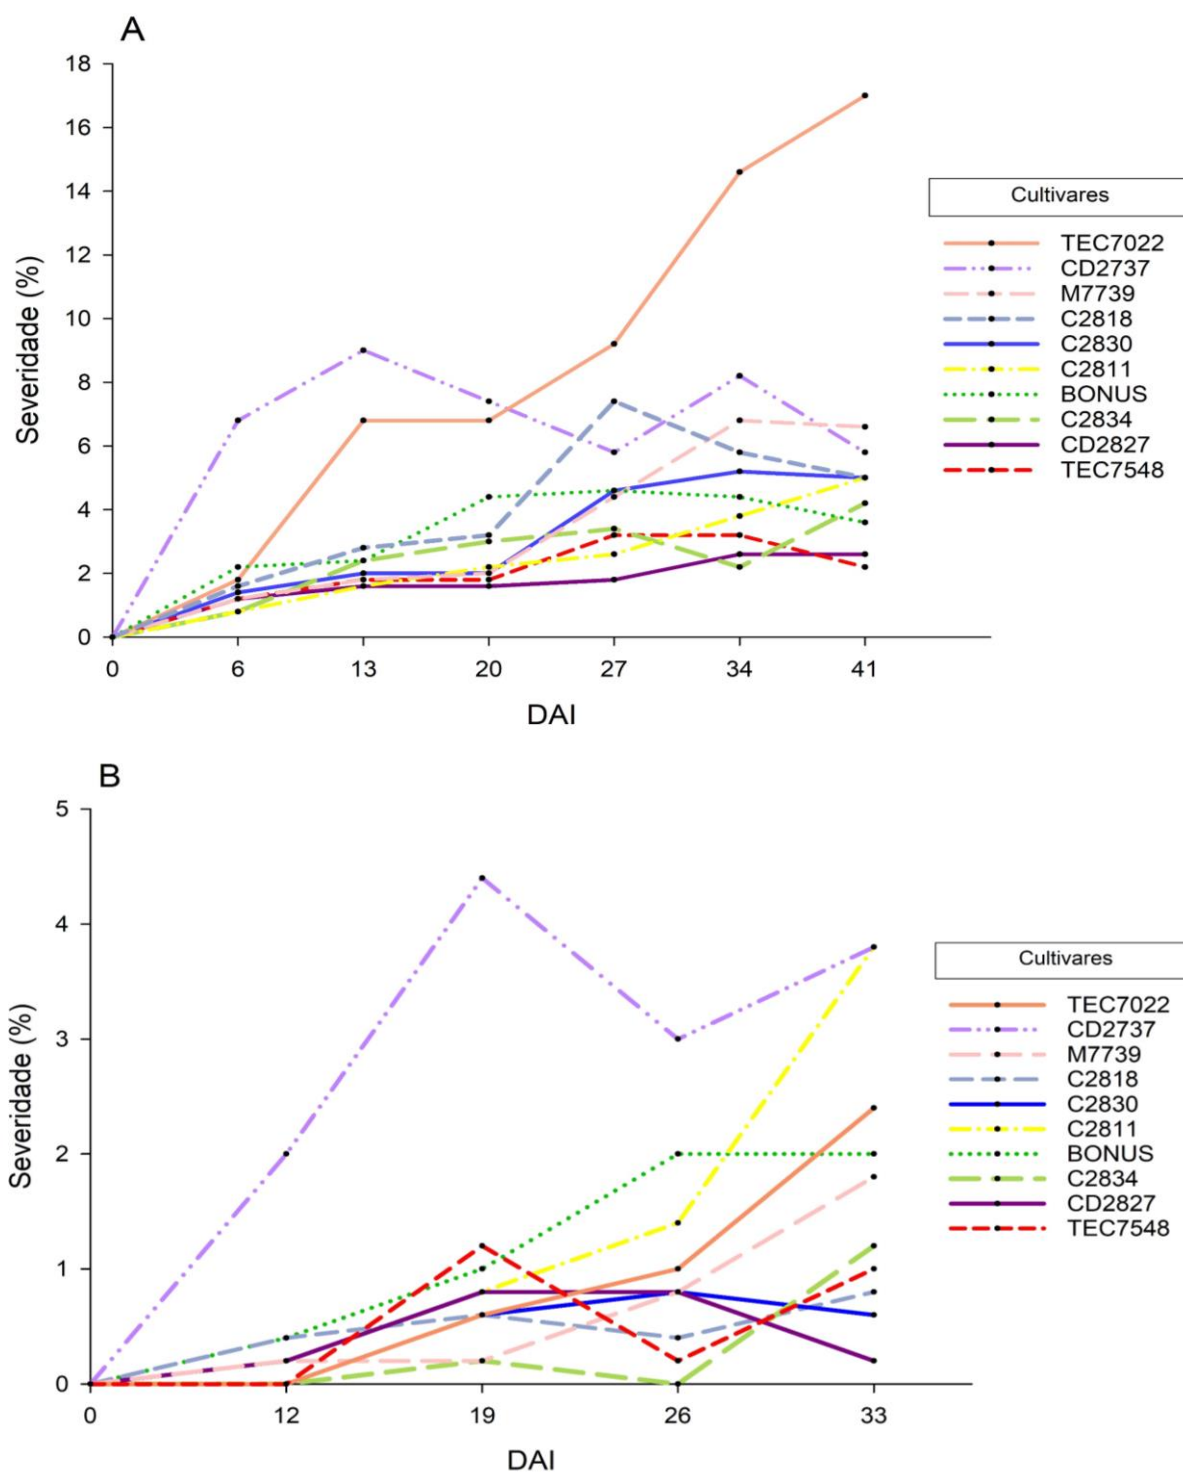 A
18
16
14
12
10
8
6
4
2
0
Severidade (%)
0 6 13 20 27 34 41
DAI
Cultivares
TEC7022
CD2737
M7739
C2818
C2830
C2811
BONUS
C2834
CD2827
TEC7548
B
5
4
3
2
1
0
Severidade (%)
0 12 19 26 33
DAI
Cultivares
TEC7022
CD2737
M7739
C2818
C2830
C2811
BONUS
C2834
CD2827
TEC7548